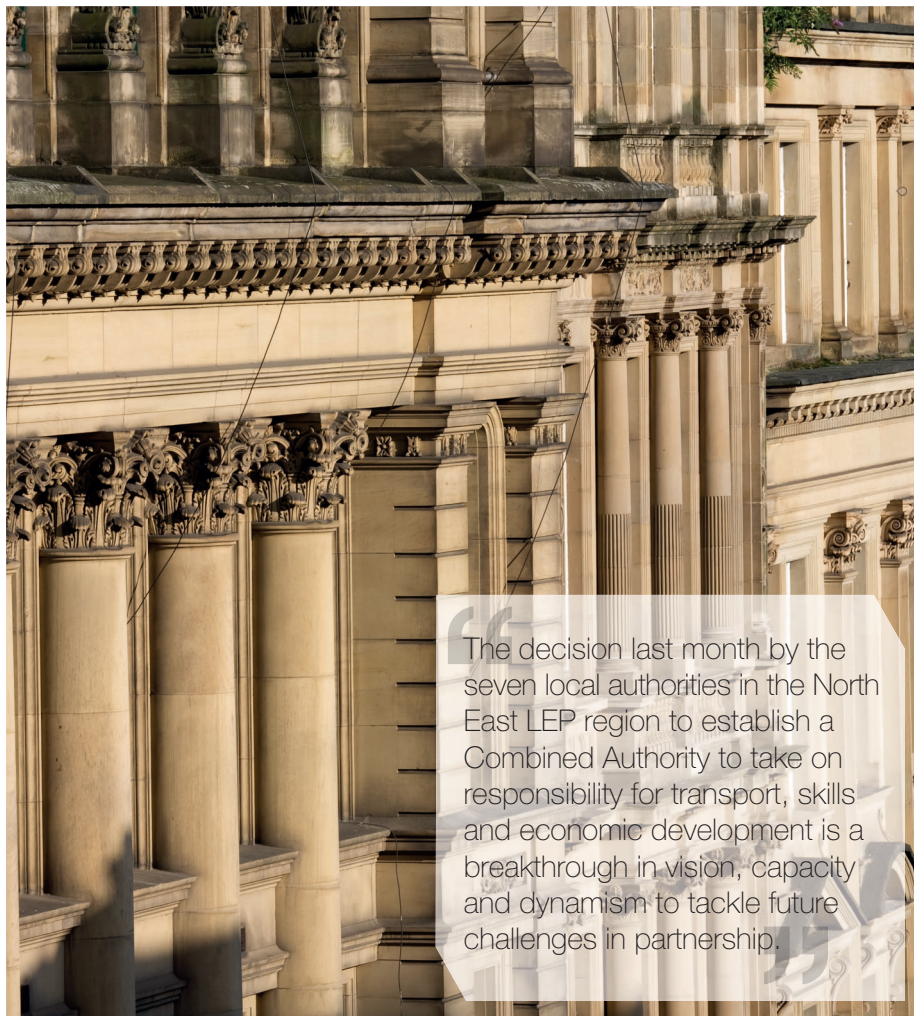 “
The decision last month by the
seven local authorities in the North
East LEP region to establish a
Combined Authority to take on
responsibility for transport, skills
and economic development is a
breakthrough in vision, capacity
and dynamism to tackle future
challenges in partnership.
”